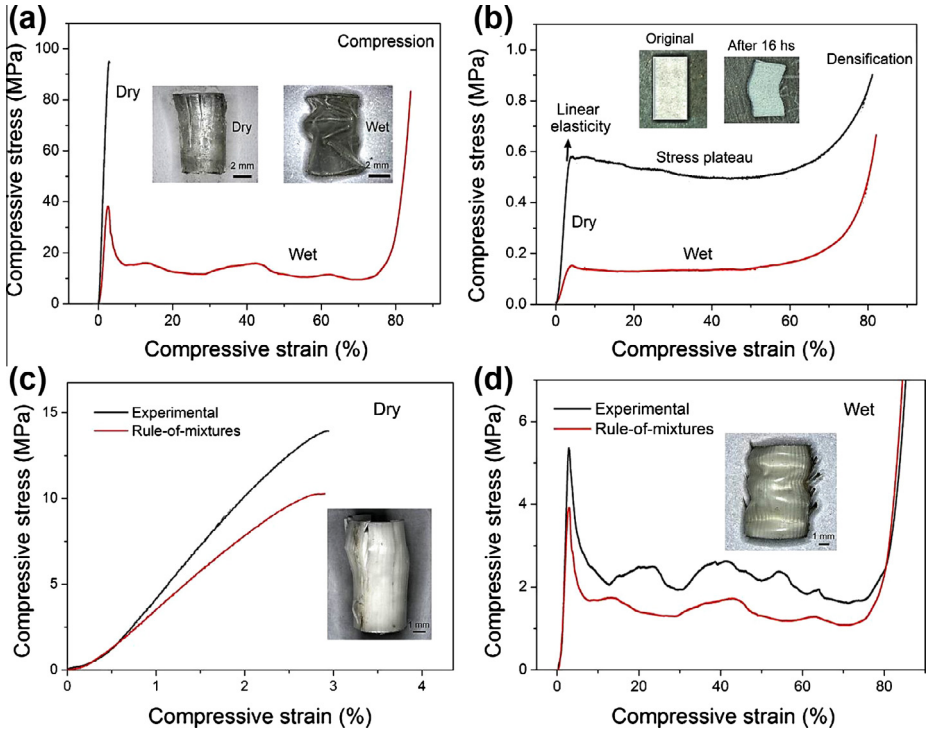 (a)
Compressive stress (MPa)
100
80
60
40
20
0
Compression
Dry
Dry
2 mm
Wet
2 mm
Wet
0 20 40 60 80
Compressive strain (%)
(b)
Compressive stress (MPa)
1.0
0.8
0.6
0.4
0.2
0.0
Original
After 16 hs
Densification
Linear
elasticity
Stress plateau
Dry
Wet
0 20 40 60 80
Compressive strain (%)
(c)
Compressive stress (MPa)
15
10
5
0
Experimental
Rule-of-mixtures
Dry
1 mm
0 1 2 3 4
Compressive strain (%)
(d)
Compressive stress (MPa)
6
4
2
0
Experimental
Rule-of-mixtures
Wet
1 mm
0 20 40 60 80
Compressive strain (%)